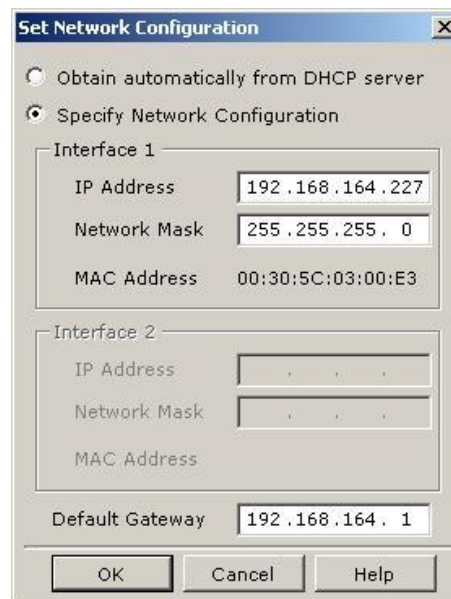 Set Network Configuration
Obtain automatically from DHCP server
Specify Network Configuration
Interface 1
IP Address 192 .168 .164 .227
Network Mask 255 .255 .255 . 0
MAC Address 00:30:5C:03:00:E3
Interface 2
IP Address . . .
Network Mask . . .
MAC Address
Default Gateway 192 .168 .164 . 1
OK Cancel Help